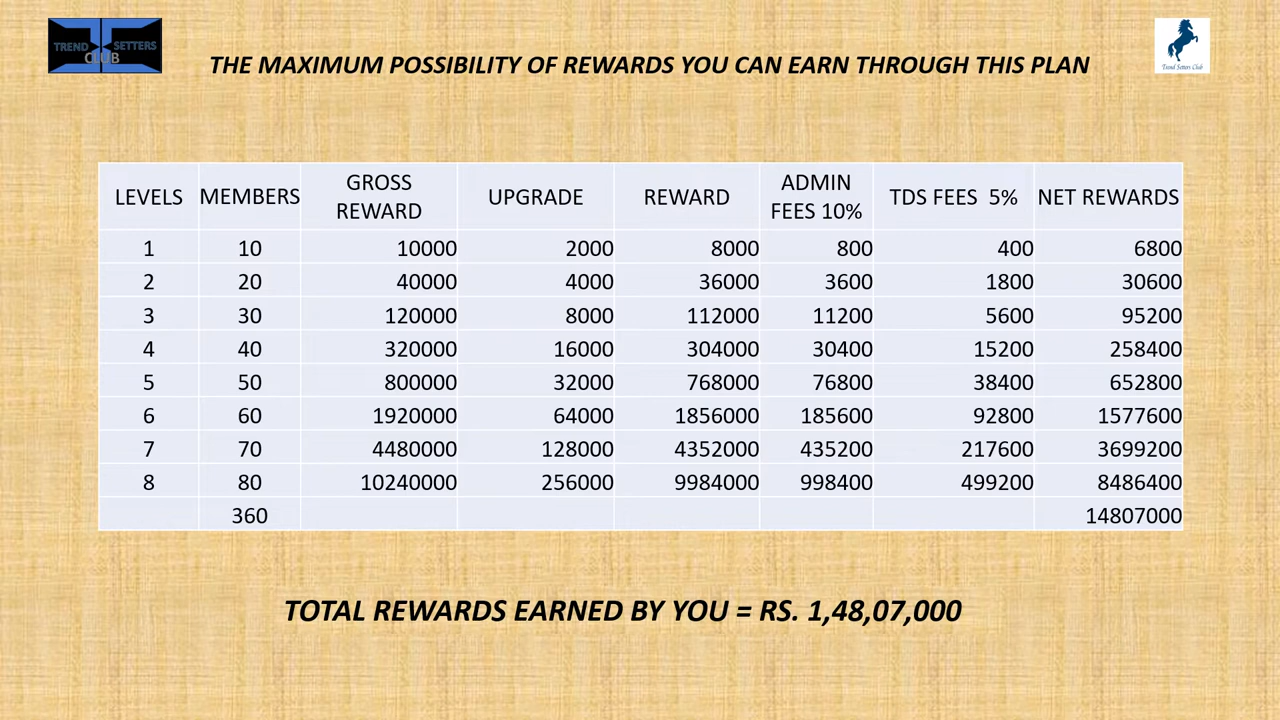 TREND SETTERS
CLUB
THE MAXIMUM POSSIBILITY OF REWARDS YOU CAN EARN THROUGH THIS PLAN
Trend Setters Club
LEVELS MEMBERS GROSS REWARD UPGRADE REWARD ADMIN FEES 10% TDS FEES 5% NET REWARDS
1 10 10000 2000 8000 800 400 6800
2 20 40000 4000 36000 3600 1800 30600
3 30 120000 8000 112000 11200 5600 95200
4 40 320000 16000 304000 30400 15200 258400
5 50 800000 32000 768000 76800 38400 652800
6 60 1920000 64000 1856000 185600 92800 1577600
7 70 4480000 128000 4352000 435200 217600 3699200
8 80 10240000 256000 9984000 998400 499200 8486400
360 14807000
TOTAL REWARDS EARNED BY YOU = RS. 1,48,07,000